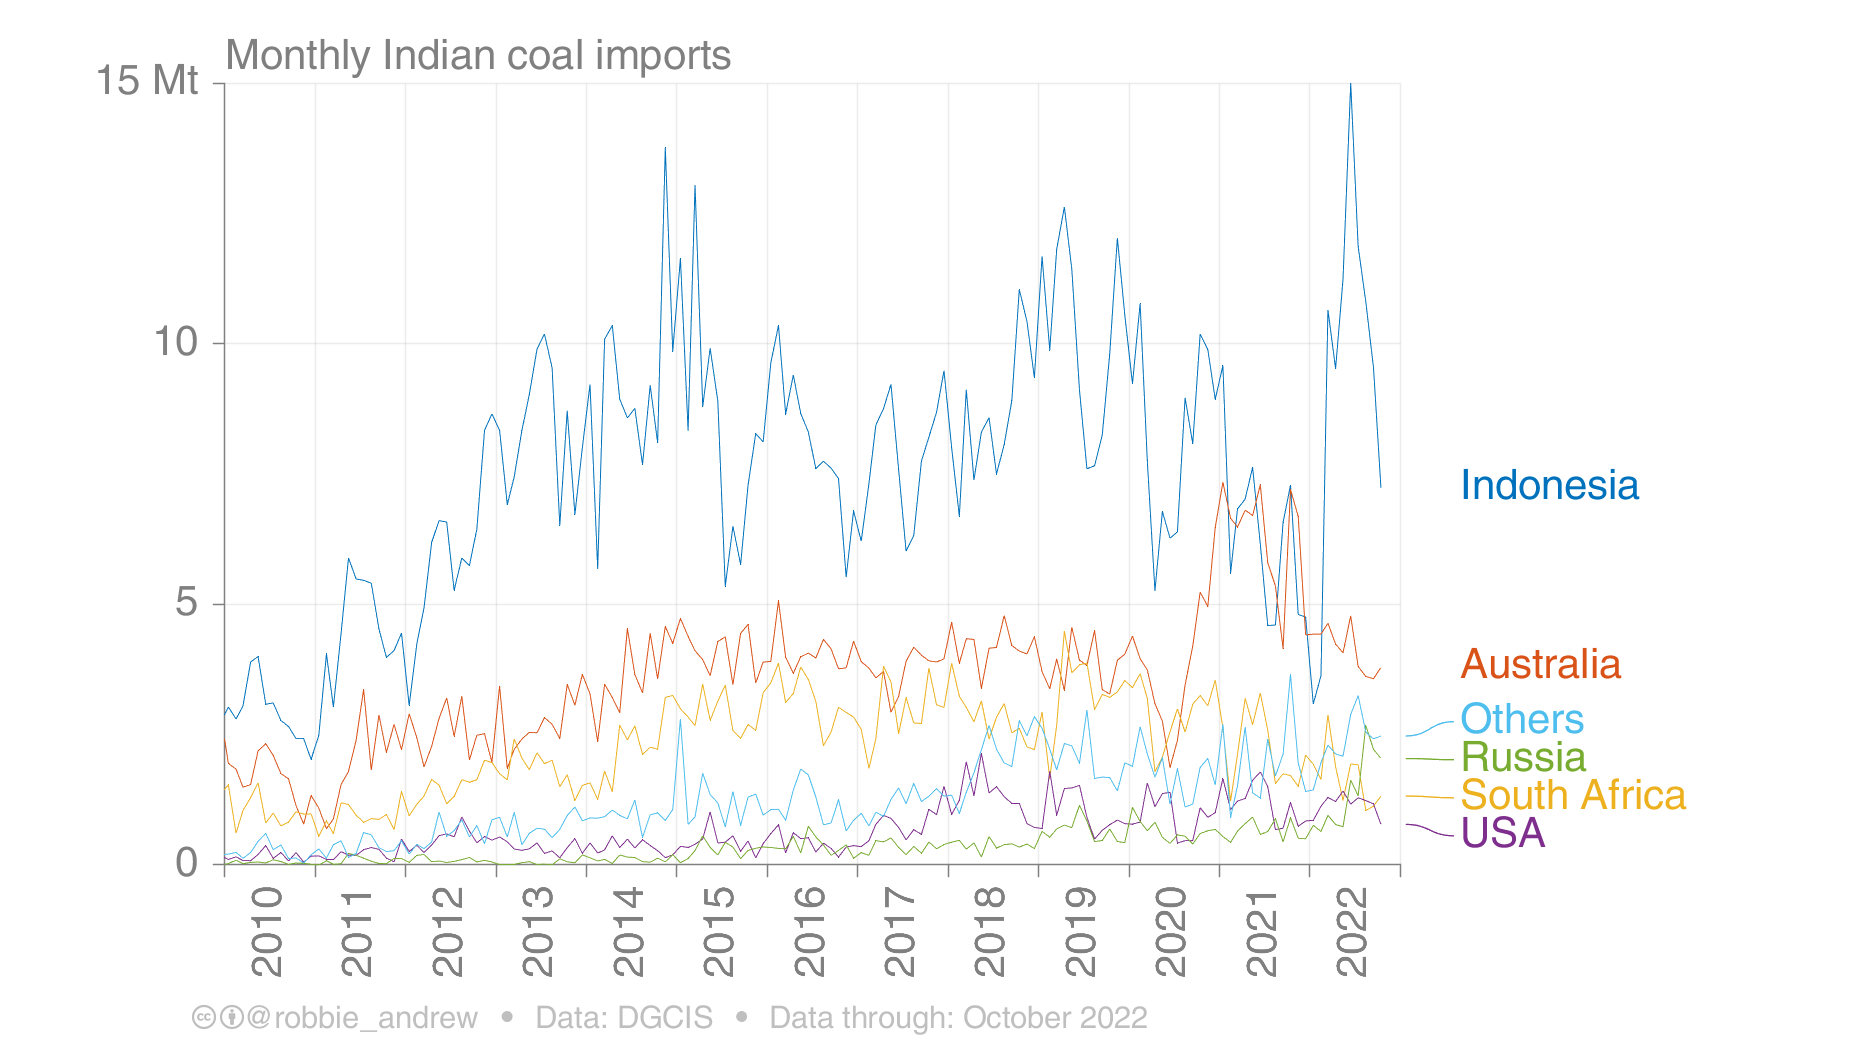 Monthly Indian coal imports
15 Mt
10
5
0
Indonesia
Australia
Others
Russia
South Africa
USA
2010
2011
2012
2013
2014
2015
2016
2017
2018
2019
2020
2021
2022
cc @robbie_andrew • Data: DGCIS • Data through: October 2022